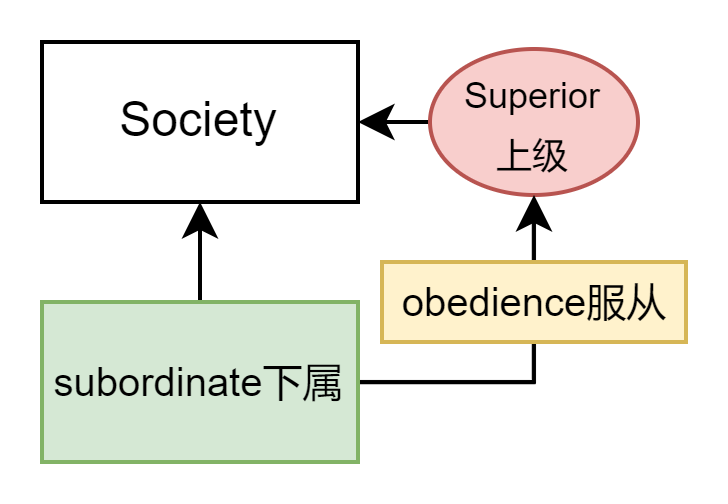 Society
Superior
上级
obedience服从
subordinate下属